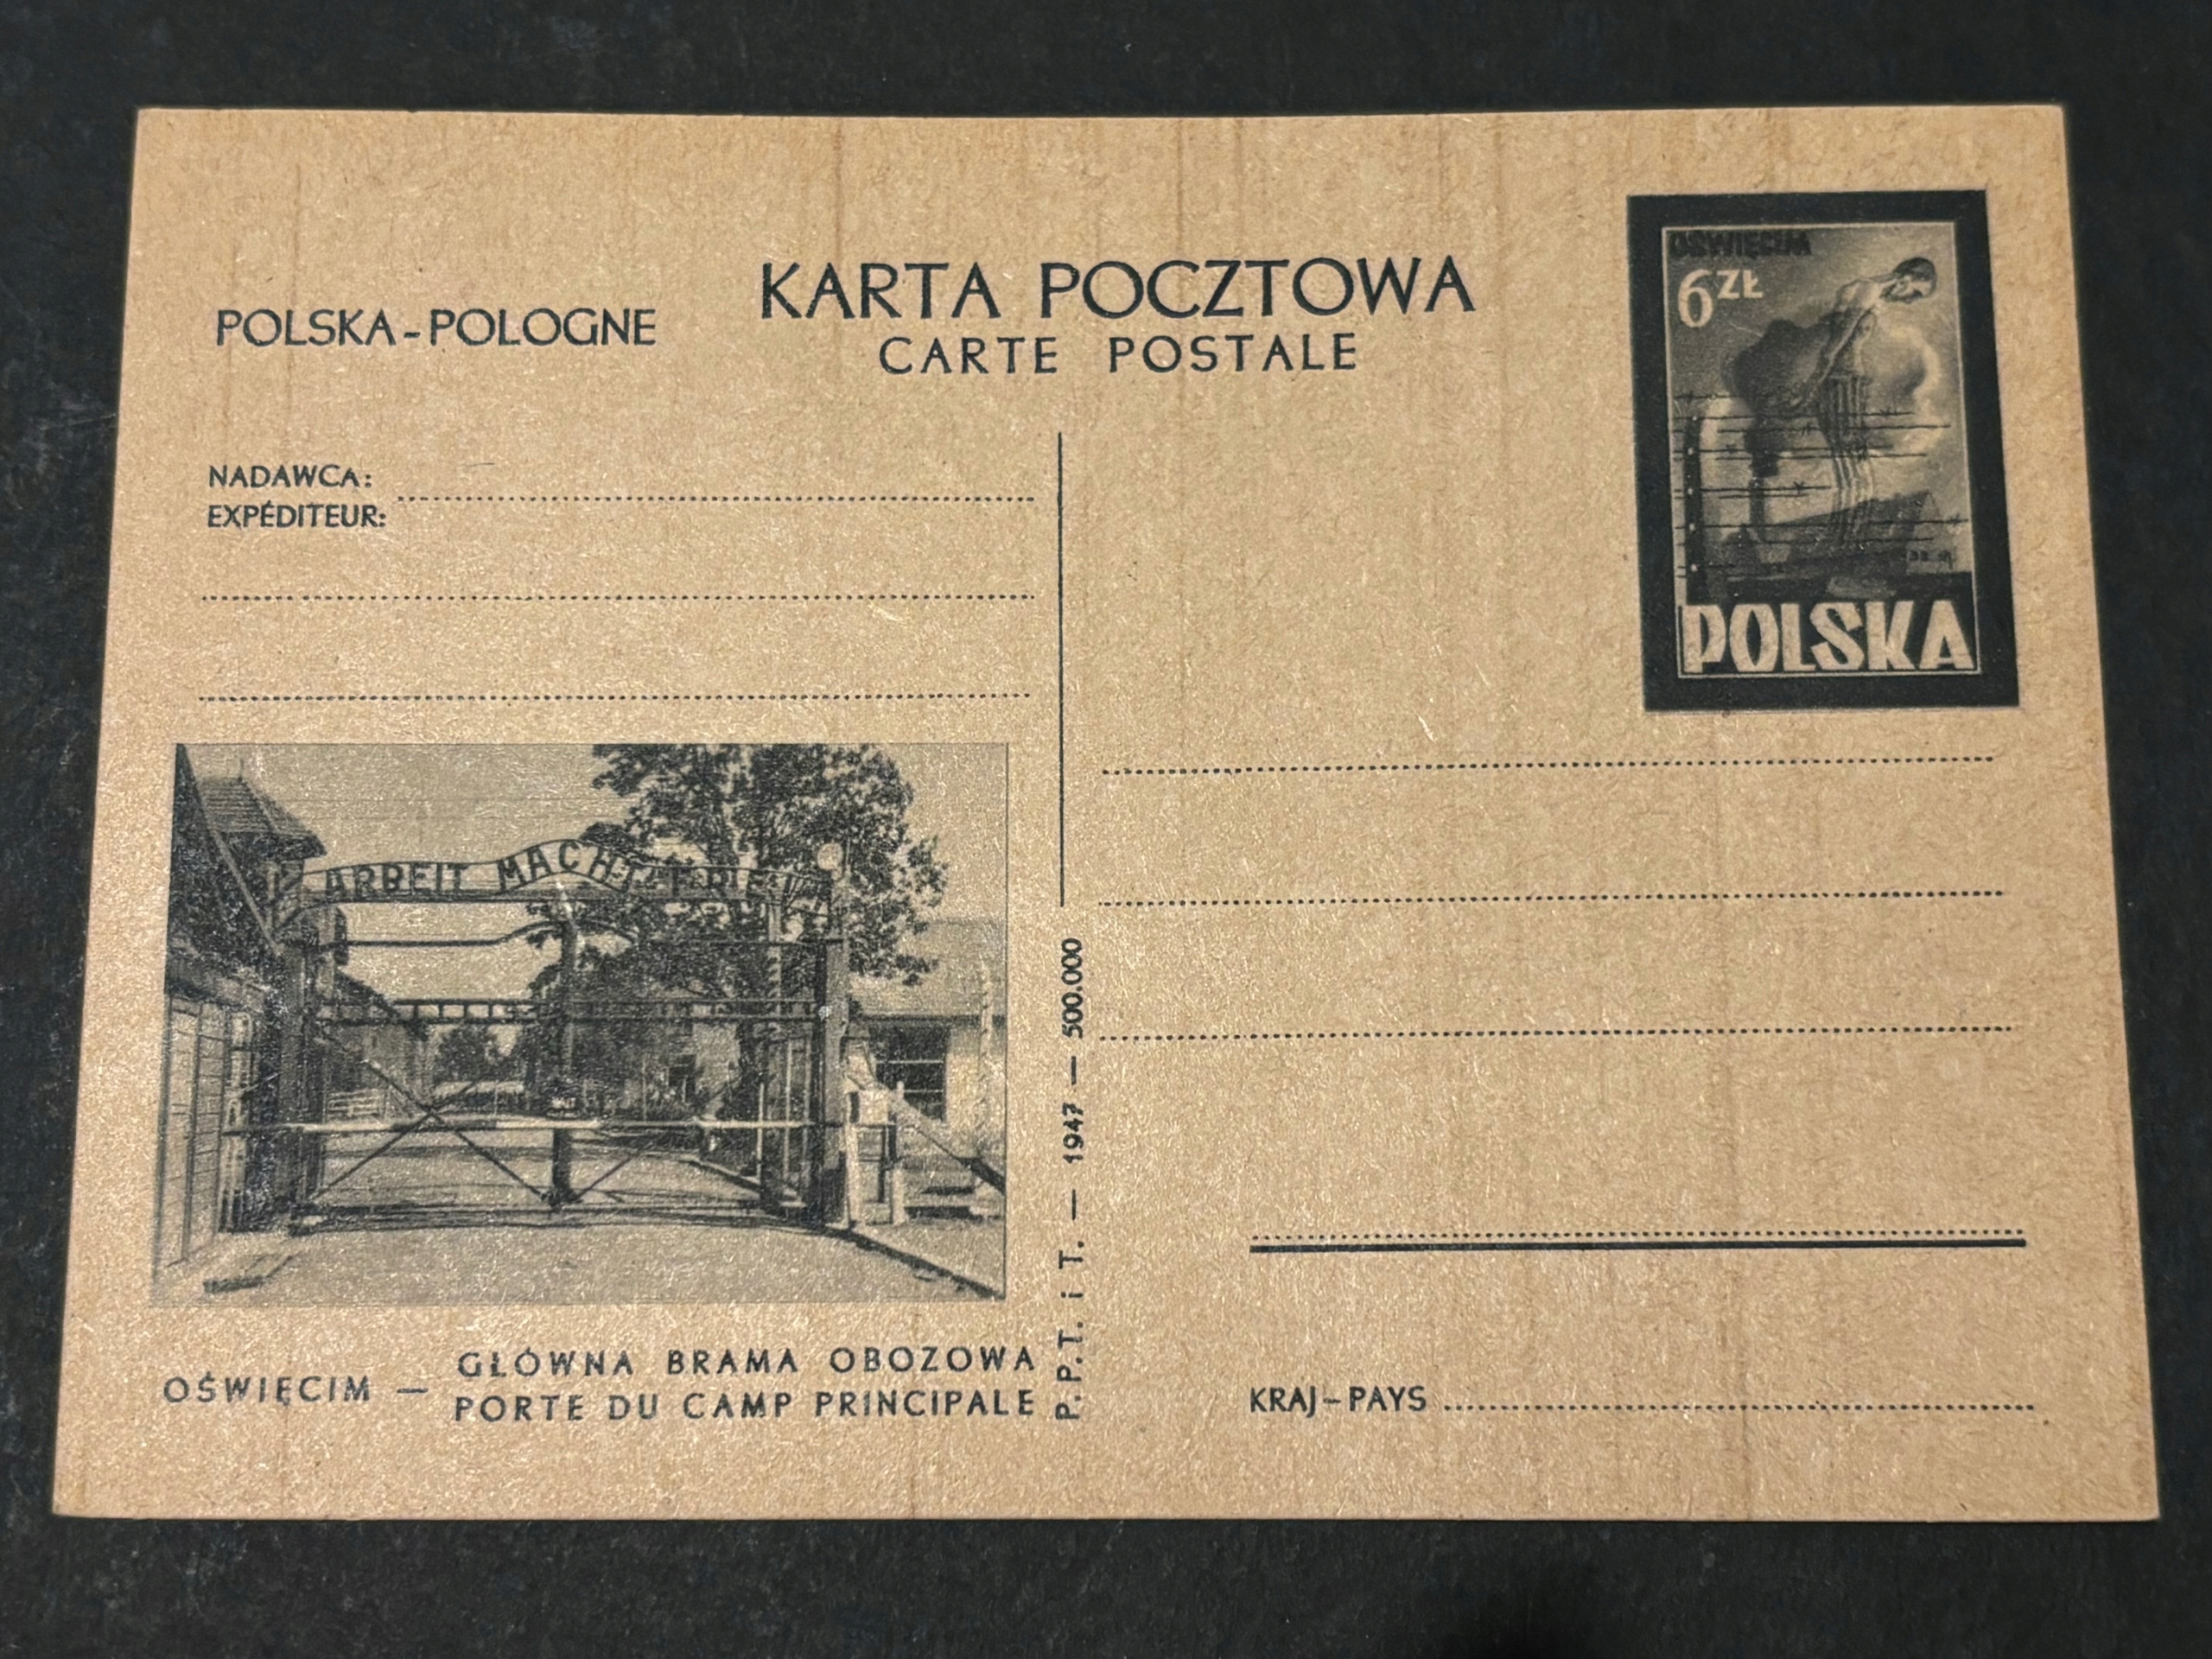 POLSKA-POLOGNE
KARTA POCZTOWA
CARTE POSTALE
OŚWIĘCIM
6 ZŁ
POLSKA
NADAWCA:
EXPÉDITEUR:
ARBEIT MACHT FREI
OŚWIĘCIM — GŁÓWNA BRAMA OBOZOWA
PORTE DU CAMP PRINCIPALE
P.P.T. i T. — 1947 — 500.000
KRAJ-PAYS